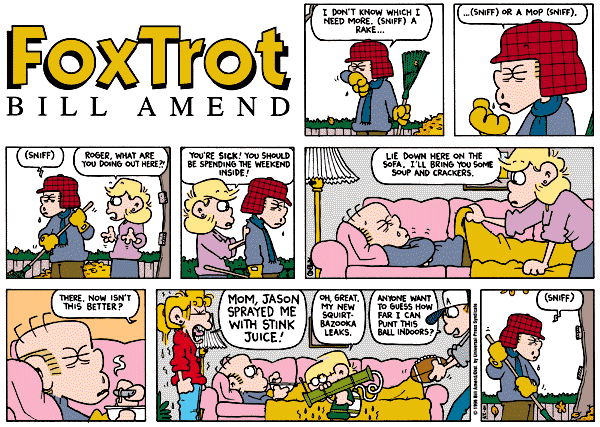 FoxTrot
BILL AMEND
I DON'T KNOW WHICH I
NEED MORE. (SNIFF) A
RAKE...
...(SNIFF) OR A MOP (SNIFF).
(SNIFF)
ROGER, WHAT ARE
YOU DOING OUT HERE?!
YOU'RE SICK! YOU SHOULD
BE SPENDING THE WEEKEND
INSIDE!
LIE DOWN HERE ON THE
SOFA. I'LL BRING YOU SOME
SOUP AND CRACKERS.
THERE, NOW ISN'T
THIS BETTER?
MOM, JASON
SPRAYED ME
WITH STINK
JUICE!
OH, GREAT.
MY NEW
SQUIRT-
BAZOOKA
LEAKS.
ANYONE WANT
TO GUESS HOW
FAR I CAN
PUNT THIS
BALL INDOORS?
(SNIFF)